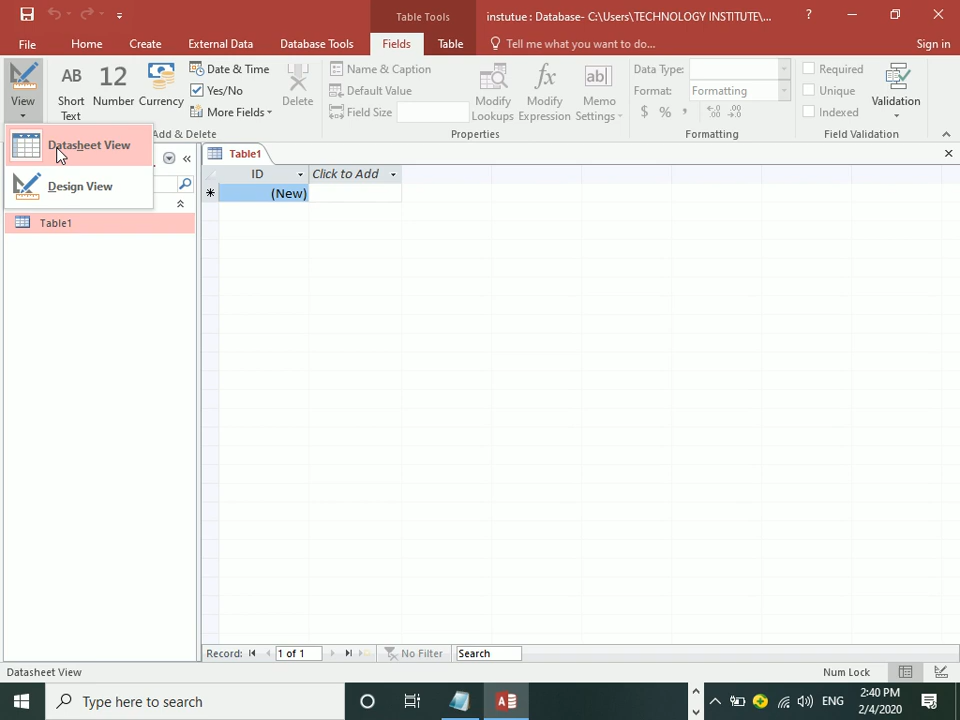 Table Tools
instutue : Database- C:\Users\TECHNOLOGY INSTITUTE\...
?
File
Home
Create
External Data
Database Tools
Fields
Table
Tell me what you want to do...
Sign in
View
AB
Short
Text
12
Number
Currency
Date & Time
Yes/No
More Fields
Delete
Name & Caption
Default Value
Field Size
Modify
Lookups
fx
Modify
Expression
ab
Memo
Settings
Data Type:
Format:
Formatting
$ % ,
Required
Unique
Indexed
Validation
Add & Delete
Properties
Formatting
Field Validation
Datasheet View
Design View
Table1
Table1
ID
Click to Add
(New)
Record:
1 of 1
No Filter
Search
Datasheet View
Num Lock
Type here to search
ENG
2:40 PM
2/4/2020